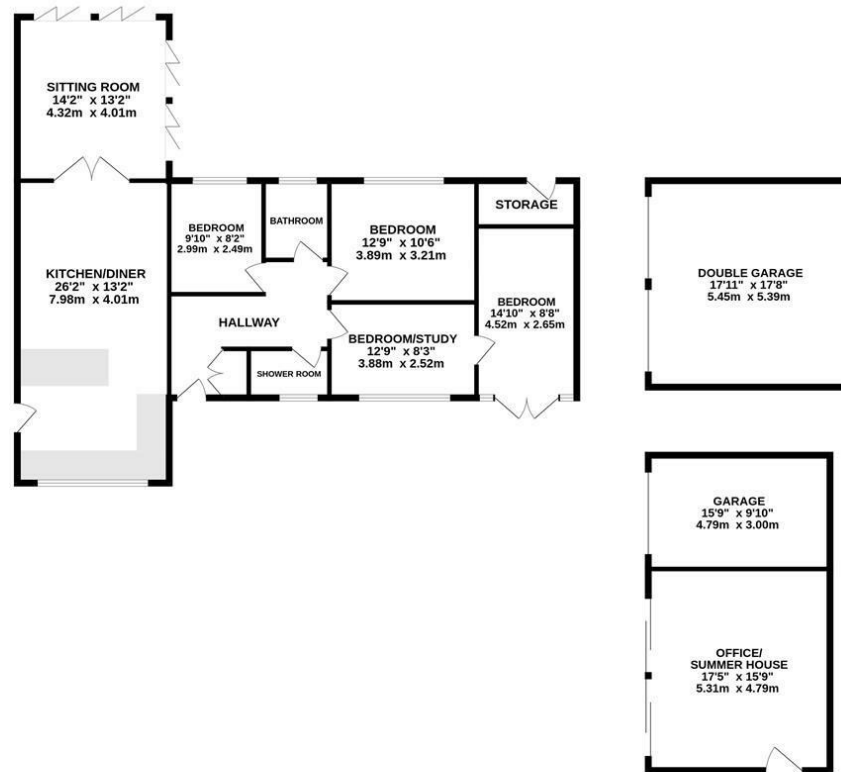 SITTING ROOM
14'2" x 13'2"
4.32m x 4.01m
KITCHEN/DINER
26'2" x 13'2"
7.98m x 4.01m
BEDROOM
9'10" x 8'2"
2.99m x 2.49m
BATHROOM
BEDROOM
12'9" x 10'6"
3.89m x 3.21m
STORAGE
BEDROOM
14'10" x 8'8"
4.52m x 2.65m
HALLWAY
BEDROOM/STUDY
12'9" x 8'3"
3.88m x 2.52m
SHOWER ROOM
DOUBLE GARAGE
17'11" x 17'8"
5.45m x 5.39m
GARAGE
15'9" x 9'10"
4.79m x 3.00m
OFFICE/
SUMMER HOUSE
17'5" x 15'9"
5.31m x 4.79m